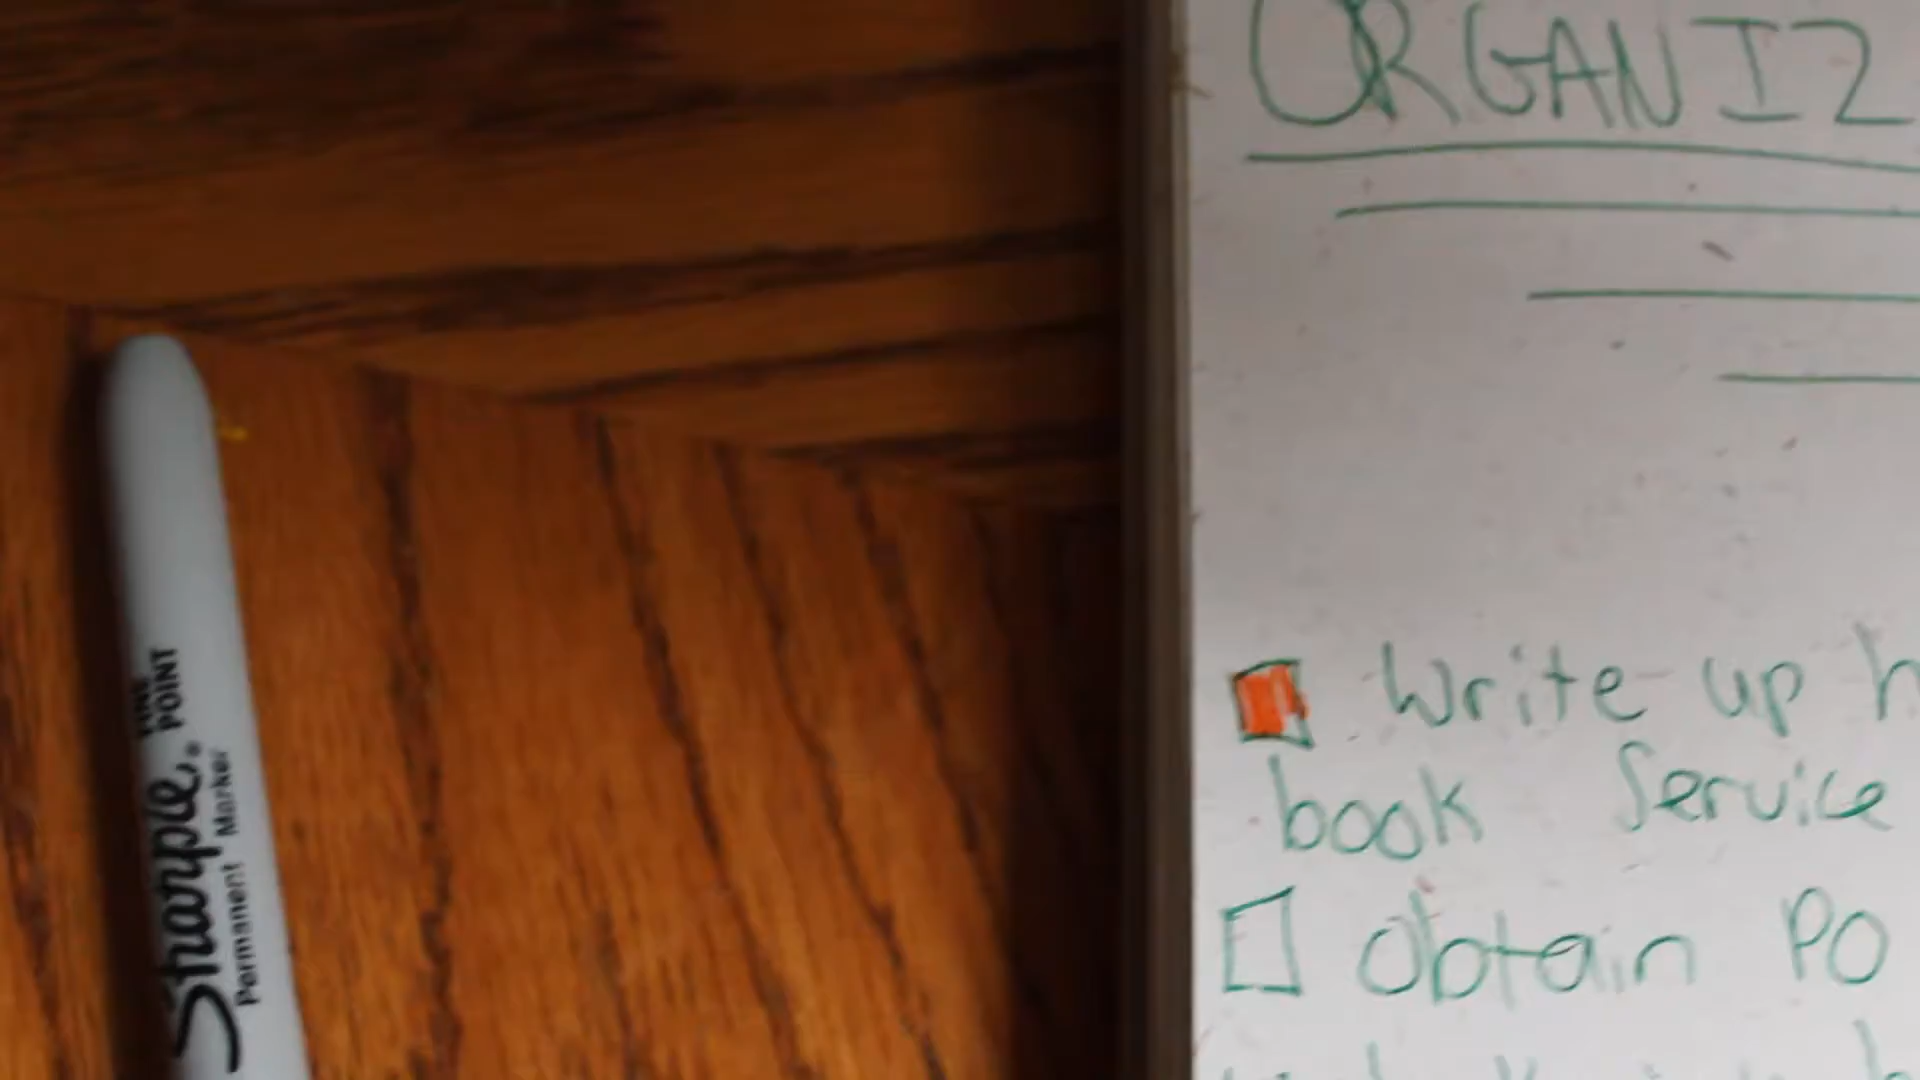 ORGANIZ
Write up h
book Service
Obtain PO
Sharpie® FINE POINT
Permanent Marker